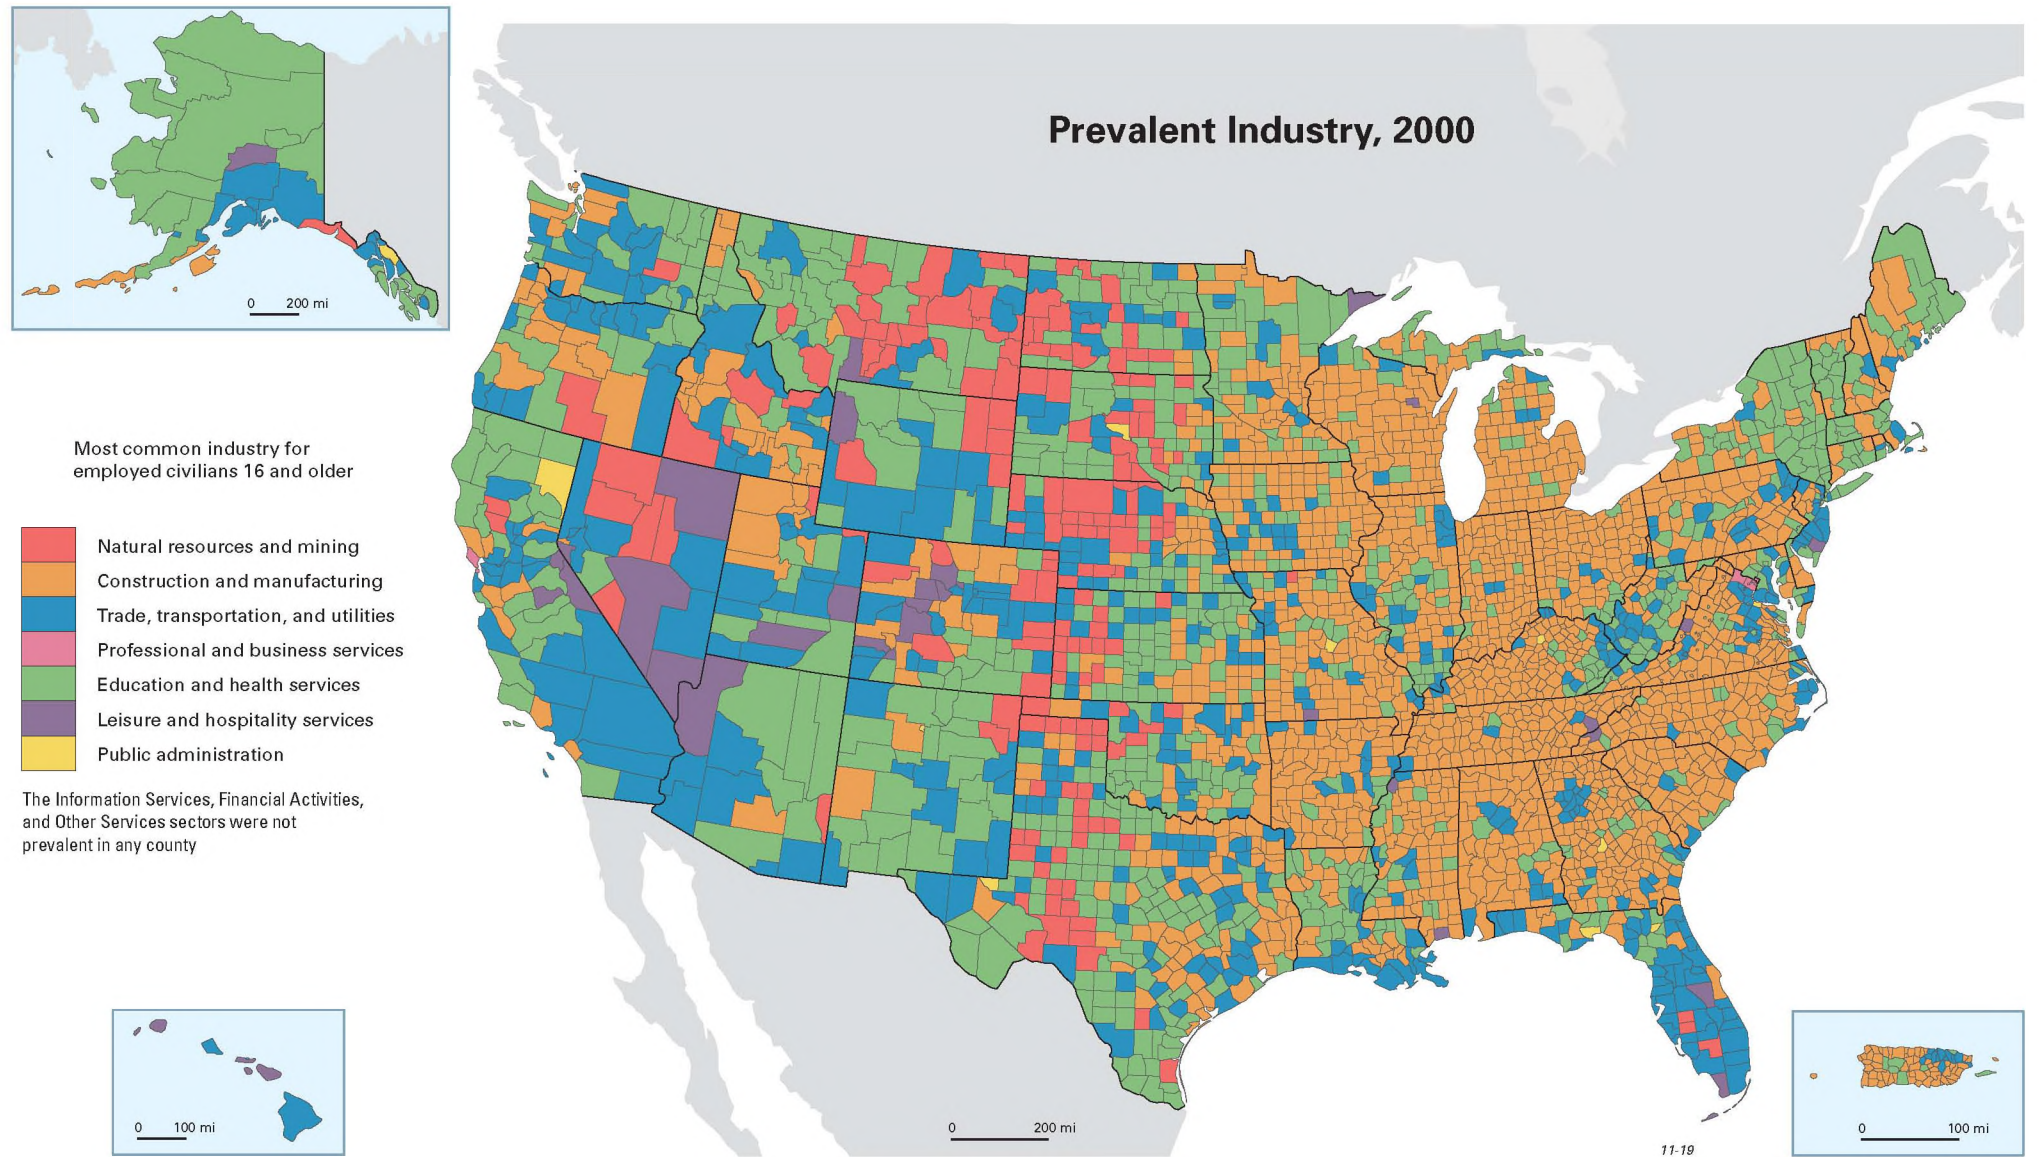 Prevalent Industry, 2000
0 200 mi
Most common industry for
employed civilians 16 and older
Natural resources and mining
Construction and manufacturing
Trade, transportation, and utilities
Professional and business services
Education and health services
Leisure and hospitality services
Public administration
The Information Services, Financial Activities,
and Other Services sectors were not
prevalent in any county
0 100 mi
0 200 mi
0 100 mi
11-19